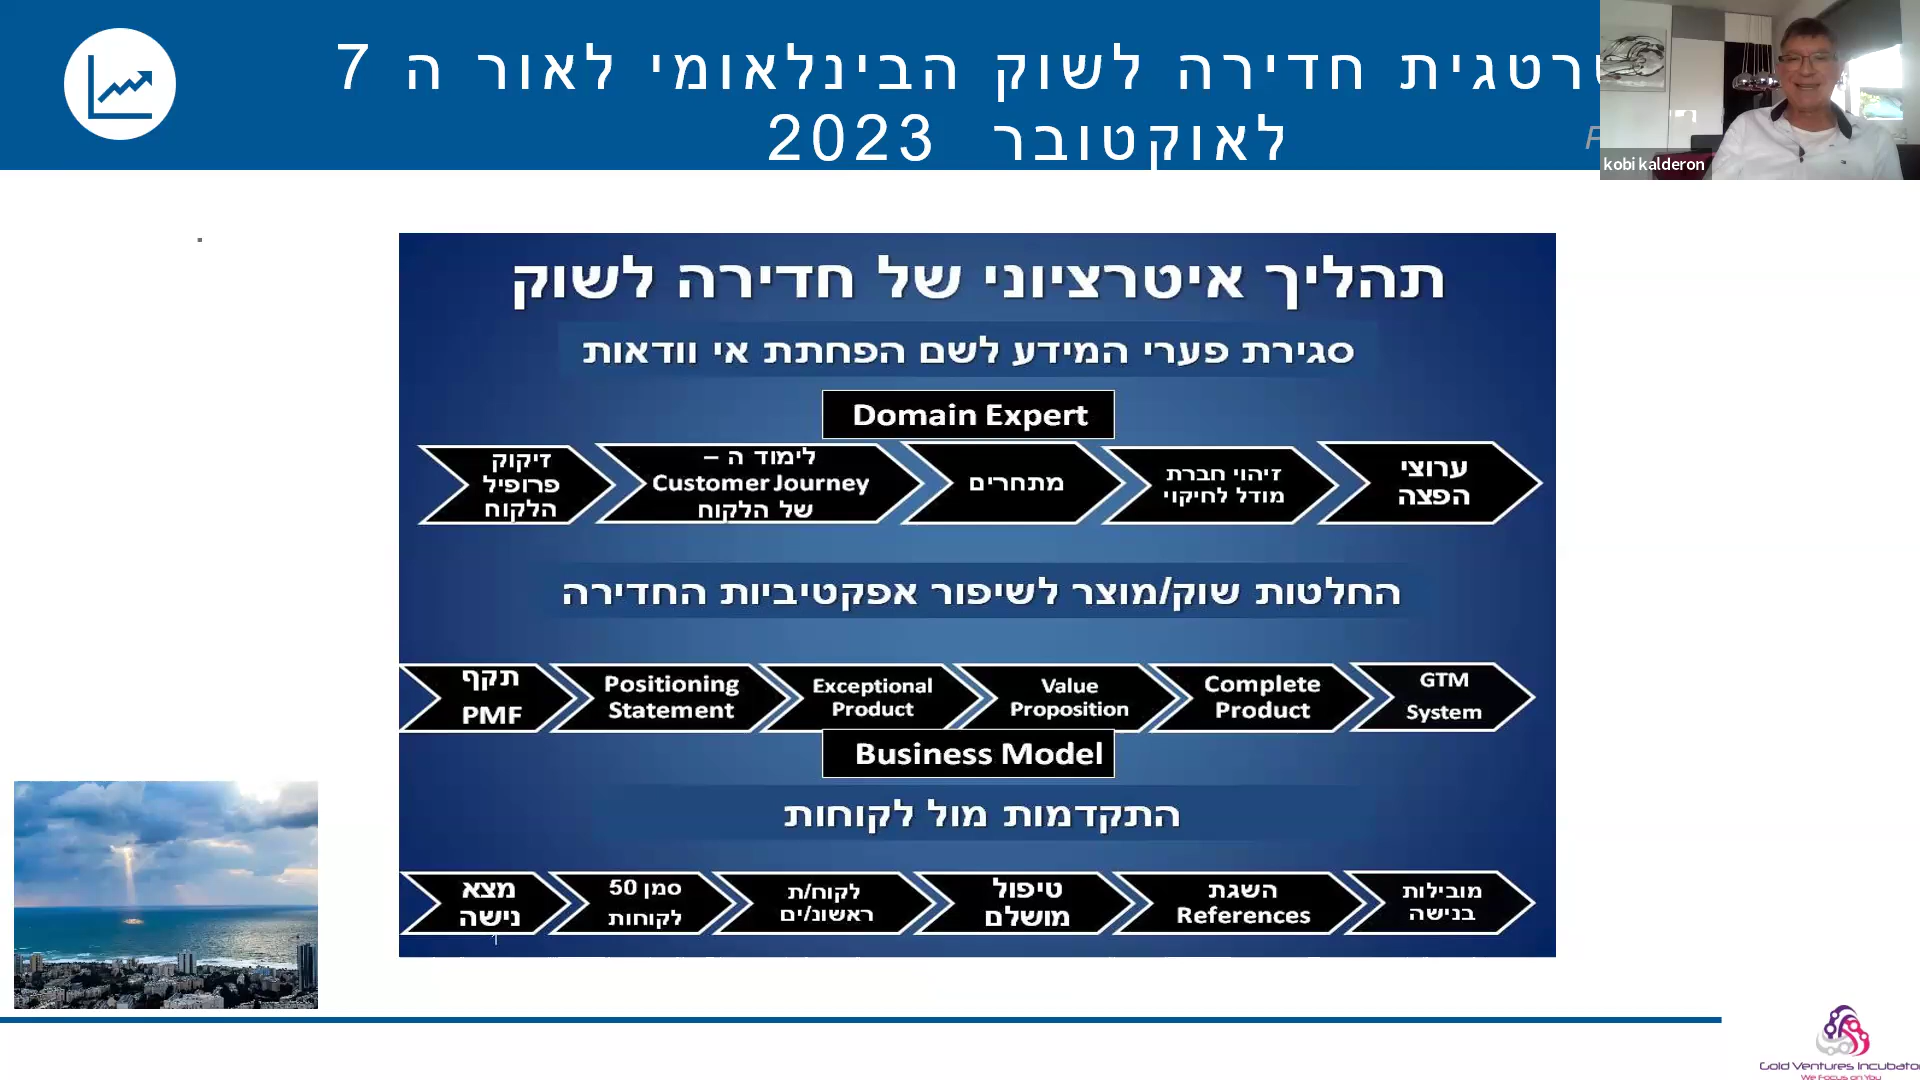 רטגית חדירה לשוק הבינלאומי לאור ה 7
לאוקטובר 2023
kobi kalderon
תהליך איטרציוני של חדירה לשוק
סגירת פערי המידע לשם הפחתת אי וודאות
Domain Expert
זיקוק
פרופיל
הלקוח
לימוד ה –
Customer Journey
של הלקוח
מתחרים
זיהוי חברת
מודל לחיקוי
ערוצי
הפצה
החלטות שוק/מוצר לשיפור אפקטיביות החדירה
תקף
PMF
Positioning
Statement
Exceptional
Product
Value
Proposition
Complete
Product
GTM
System
Business Model
התקדמות מול לקוחות
מצא
נישה
סמן 50
לקוחות
לקוח/ת
ראשונ/ים
טיפול
מושלם
השגת
References
מובילות
בנישה
1
Gold Ventures Incubato
We Focus on You